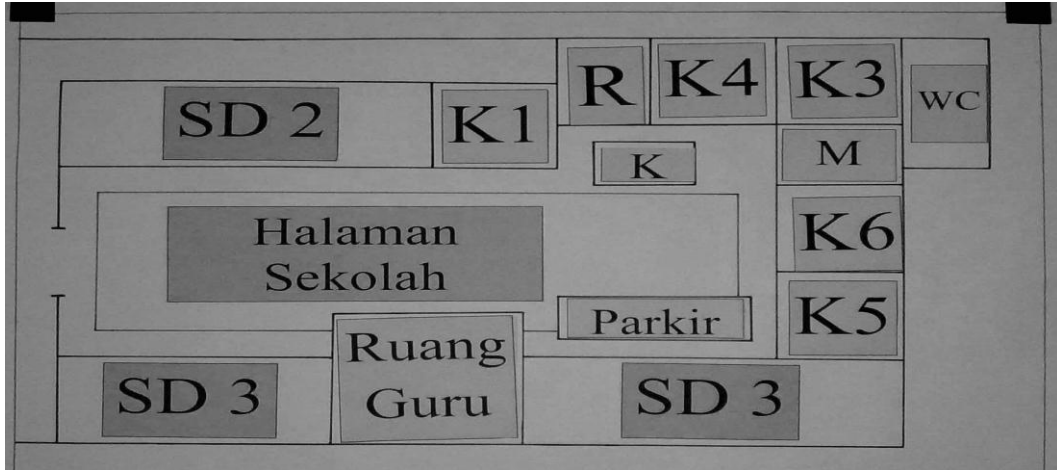 R
K4
K3
WC
SD 2
K1
K
M
Halaman
Sekolah
K6
Parkir
K5
Ruang
Guru
SD 3
SD 3